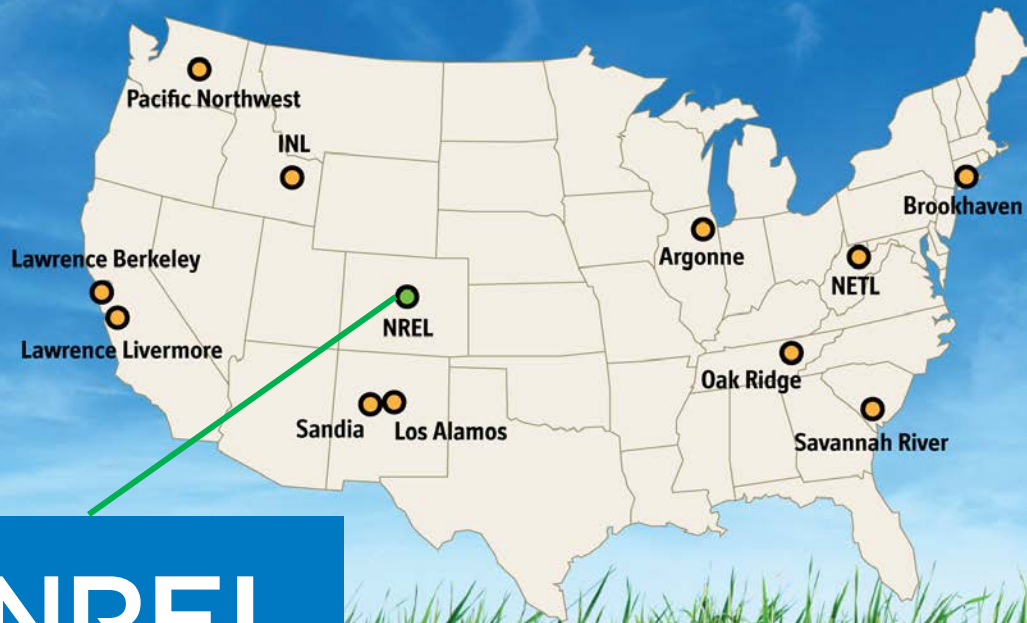 Pacific Northwest
INL
Brookhaven
Lawrence Berkeley
Argonne
NETL
NREL
Lawrence Livermore
Oak Ridge
Sandia
Los Alamos
Savannah River
NREL